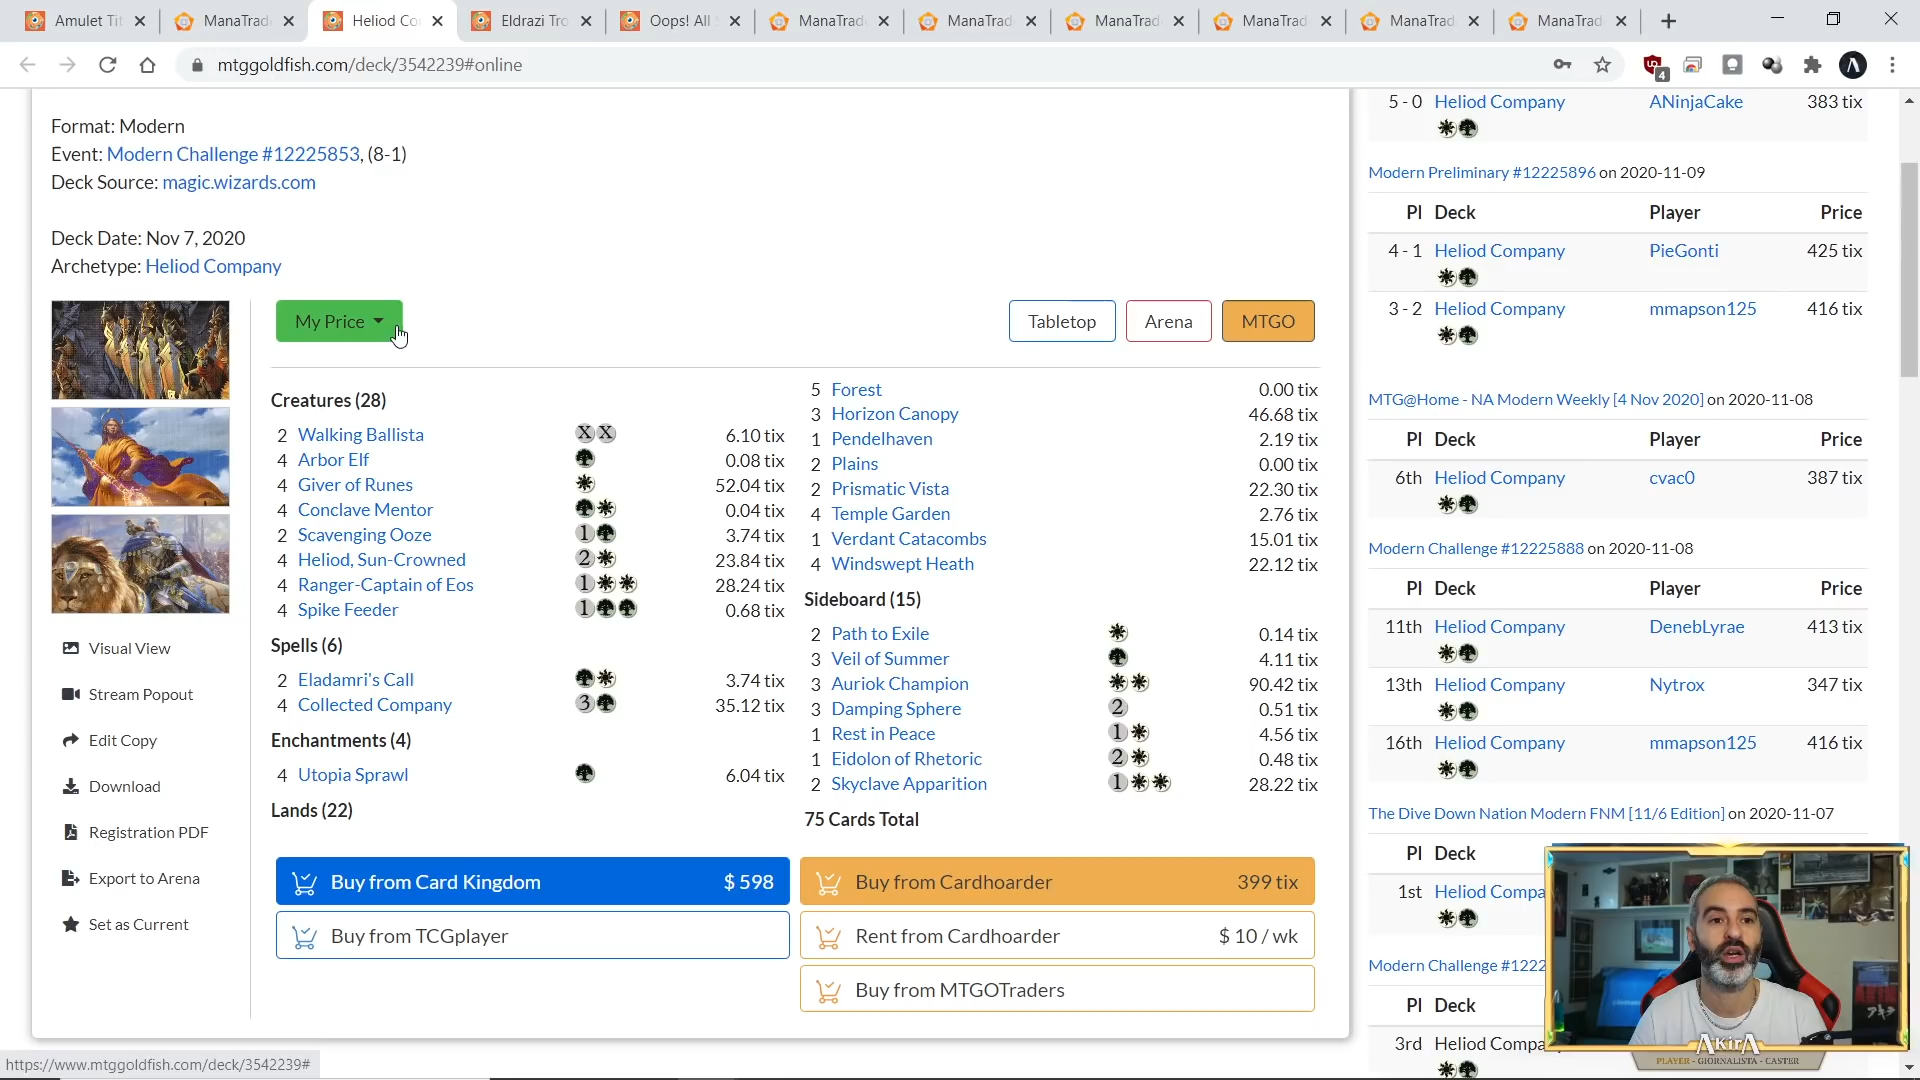 Amulet Tit
ManaTrad
Heliod Co
Eldrazi Tro
Oops! All
ManaTrad
ManaTrad
ManaTrad
ManaTrad
ManaTrad
ManaTrad
mtggoldfish.com/deck/3542239#online
4
Format: Modern
Event: Modern Challenge #12225853, (8-1)
Deck Source: magic.wizards.com
Deck Date: Nov 7, 2020
Archetype: Heliod Company
My Price
Tabletop
Arena
MTGO
Creatures (28)
2 Walking Ballista X X 6.10 tix
4 Arbor Elf 0.08 tix
4 Giver of Runes 52.04 tix
4 Conclave Mentor 0.04 tix
2 Scavenging Ooze 1 3.74 tix
4 Heliod, Sun-Crowned 2 23.84 tix
4 Ranger-Captain of Eos 1 28.24 tix
4 Spike Feeder 1 0.68 tix
Spells (6)
2 Eladamri's Call 3.74 tix
4 Collected Company 3 35.12 tix
Enchantments (4)
4 Utopia Sprawl 6.04 tix
Lands (22)
5 Forest 0.00 tix
3 Horizon Canopy 46.68 tix
1 Pendelhaven 2.19 tix
2 Plains 0.00 tix
2 Prismatic Vista 22.30 tix
4 Temple Garden 2.76 tix
1 Verdant Catacombs 15.01 tix
4 Windswept Heath 22.12 tix
Sideboard (15)
2 Path to Exile 0.14 tix
3 Veil of Summer 4.11 tix
3 Auriok Champion 90.42 tix
3 Damping Sphere 2 0.51 tix
1 Rest in Peace 1 4.56 tix
1 Eidolon of Rhetoric 2 0.48 tix
2 Skyclave Apparition 1 28.22 tix
75 Cards Total
Visual View
Stream Popout
Edit Copy
Download
Registration PDF
Export to Arena
Set as Current
Buy from Card Kingdom $ 598
Buy from TCGplayer
Buy from Cardhoarder 399 tix
Rent from Cardhoarder $ 10 / wk
Buy from MTGOTraders
5 - 0 Heliod Company ANinjaCake 383 tix
Modern Preliminary #12225896 on 2020-11-09
Pl Deck Player Price
4 - 1 Heliod Company PieGonti 425 tix
3 - 2 Heliod Company mmapson125 416 tix
MTG@Home - NA Modern Weekly [4 Nov 2020] on 2020-11-08
Pl Deck Player Price
6th Heliod Company cvac0 387 tix
Modern Challenge #12225888 on 2020-11-08
Pl Deck Player Price
11th Heliod Company DenebLyrae 413 tix
13th Heliod Company Nytrox 347 tix
16th Heliod Company mmapson125 416 tix
The Dive Down Nation Modern FNM [11/6 Edition] on 2020-11-07
Pl Deck
1st Heliod Compa
Modern Challenge #1222
Pl Deck
3rd Heliod Compa
AKirA
PLAYER - GIORNALISTA - CASTER
https://www.mtggoldfish.com/deck/3542239#